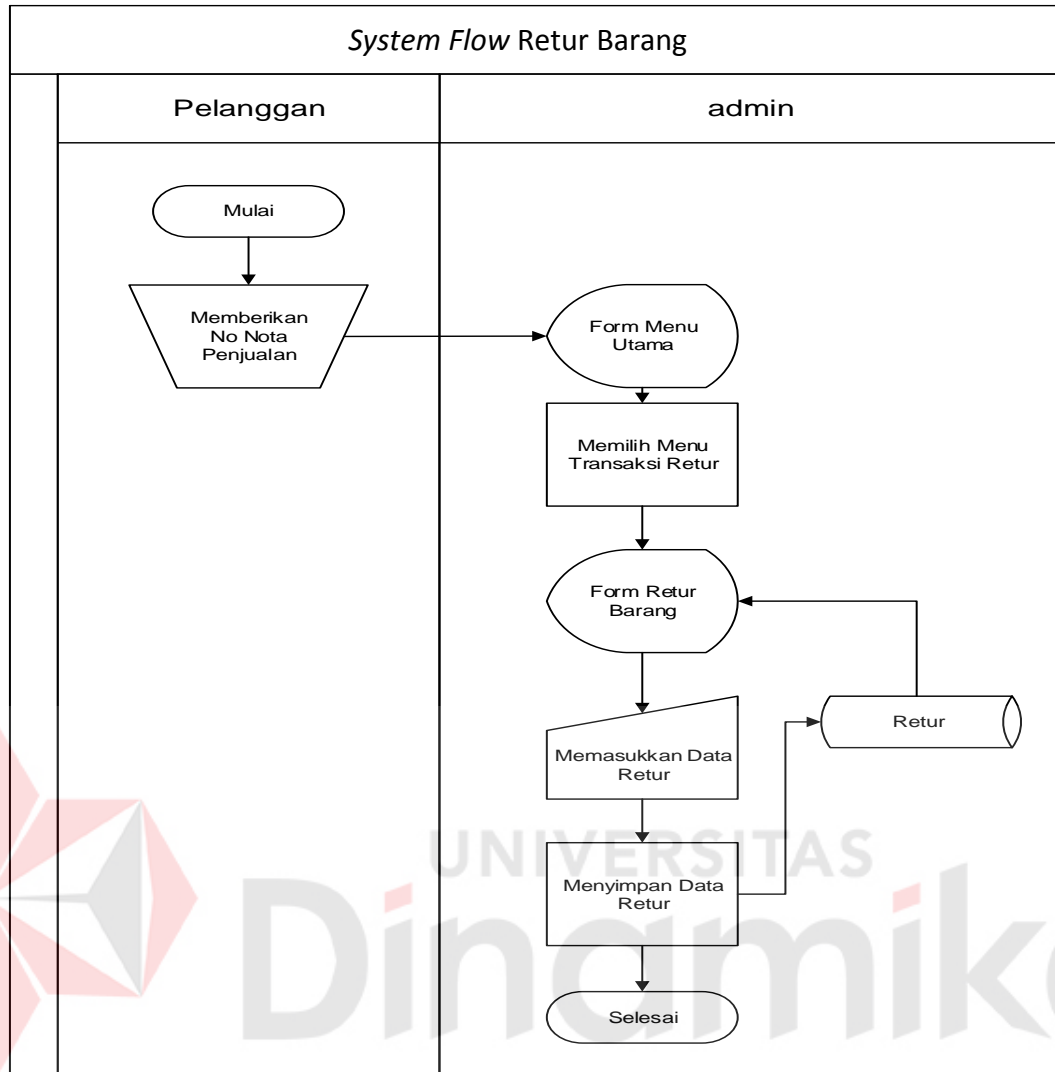 System Flow Retur Barang
Pelanggan
admin
Mulai
Memberikan
No Nota
Penjualan
Form Menu
Utama
Memilih Menu
Transaksi Retur
Form Retur
Barang
Memasukkan Data
Retur
Retur
Menyimpan Data
Retur
Selesai
UNIVERSITAS
Dinamika